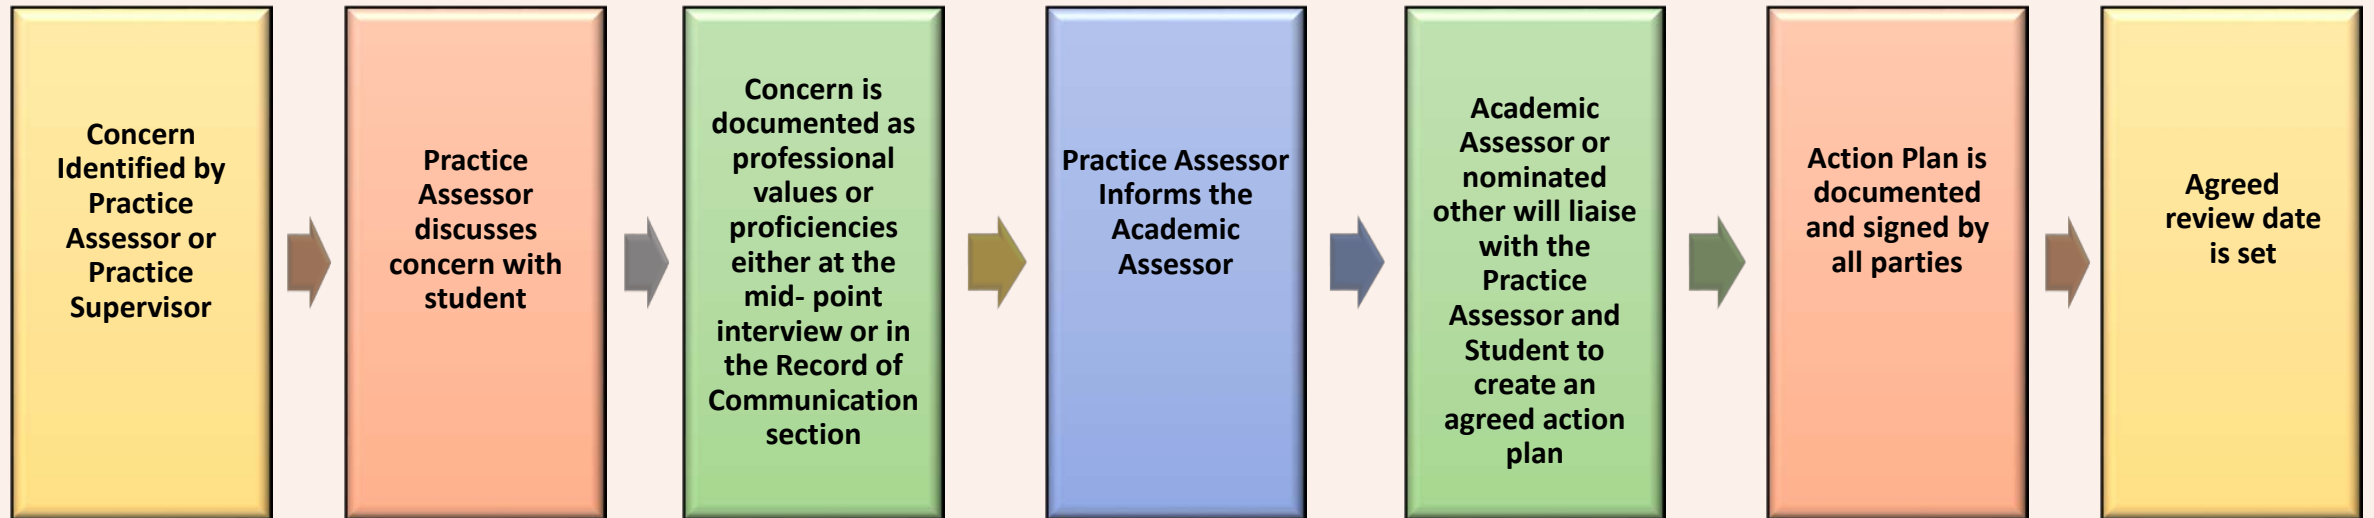 Concern
Identified by
Practice
Assessor or
Practice
Supervisor
Practice
Assessor
discusses
concern with
student
Concern is
documented as
professional
values or
proficiencies
either at the
mid- point
interview or in
the Record of
Communication
section
Practice Assessor
Informs the
Academic
Assessor
Academic
Assessor or
nominated
other will liaise
with the
Practice
Assessor and
Student to
create an
agreed action
plan
Action Plan is
documented
and signed by
all parties
Agreed
review date
is set